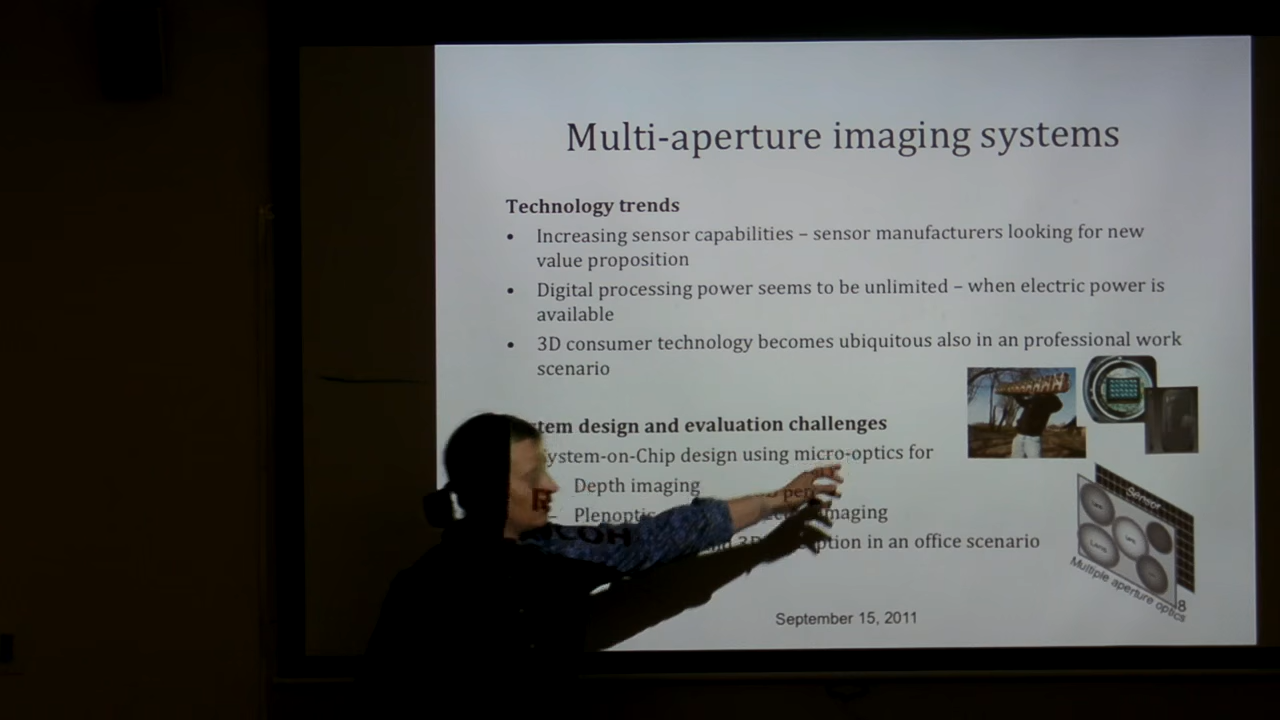 Multi-aperture imaging systems
Technology trends
• Increasing sensor capabilities – sensor manufacturers looking for new
value proposition
• Digital processing power seems to be unlimited – when electric power is
available
• 3D consumer technology becomes ubiquitous also in an professional work
scenario
design and evaluation challenges
System-on-Chip design using micro-optics for
Depth imaging
– Plenoptic imaging
3D in an office scenario
RICOH
Sensor
Lens
Multiple aperture optics
8
September 15, 2011